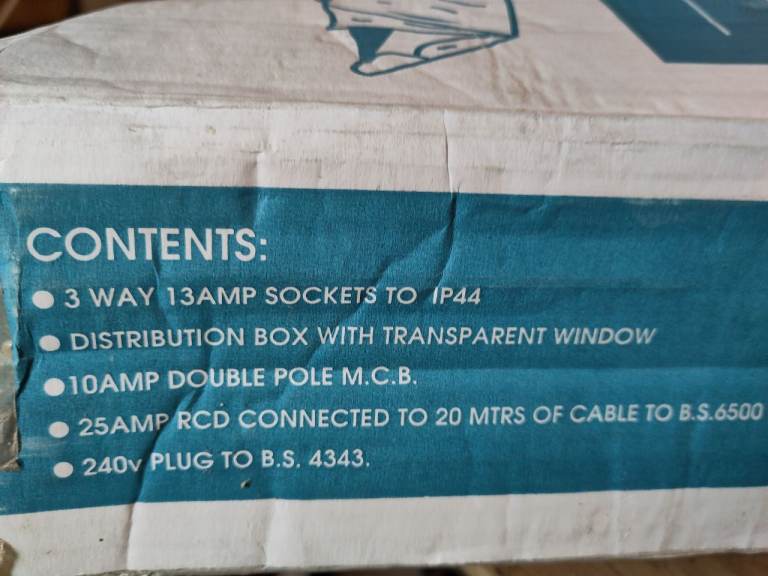 CONTENTS:
● 3 WAY 13AMP SOCKETS TO IP44
● DISTRIBUTION BOX WITH TRANSPARENT WINDOW
● 10AMP DOUBLE POLE M.C.B.
● 25AMP RCD CONNECTED TO 20 MTRS OF CABLE TO B.S.6500
● 240v PLUG TO B.S. 4343.